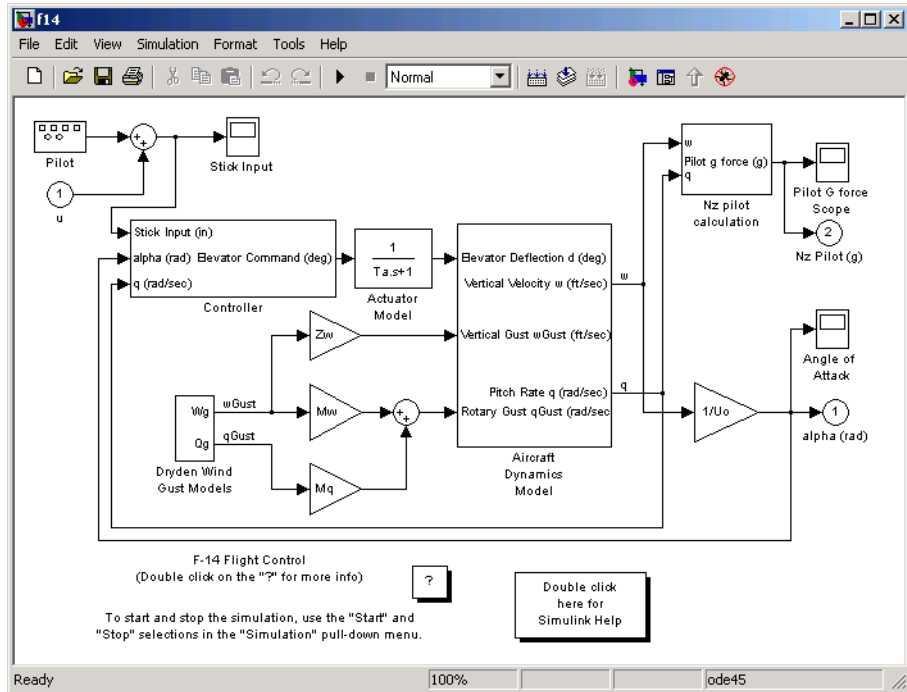 f14
File Edit View Simulation Format Tools Help
Normal
Pilot
1
u
Stick Input
w
Pilot g force (g)
q
Nz pilot
calculation
Pilot G force
Scope
2
Nz Pilot (g)
Stick Input (in)
alpha (rad) Elevator Command (deg)
q (rad/sec)
Controller
1
Ta.s+1
Actuator
Model
Elevator Deflection d (deg)
Vertical Velocity w (ft/sec)
Vertical Gust wGust (ft/sec)
Pitch Rate q (rad/sec)
Rotary Gust qGust (rad/sec
Aircraft
Dynamics
Model
w
q
Angle of
Attack
1/Uo
1
alpha (rad)
Zw
Mw
Mq
Wg
Qg
wGust
qGust
Dryden Wind
Gust Models
F-14 Flight Control
(Double click on the "?" for more info)
?
Double click
here for
Simulink Help
To start and stop the simulation, use the "Start" and
"Stop" selections in the "Simulation" pull-down menu.
Ready 100% ode45